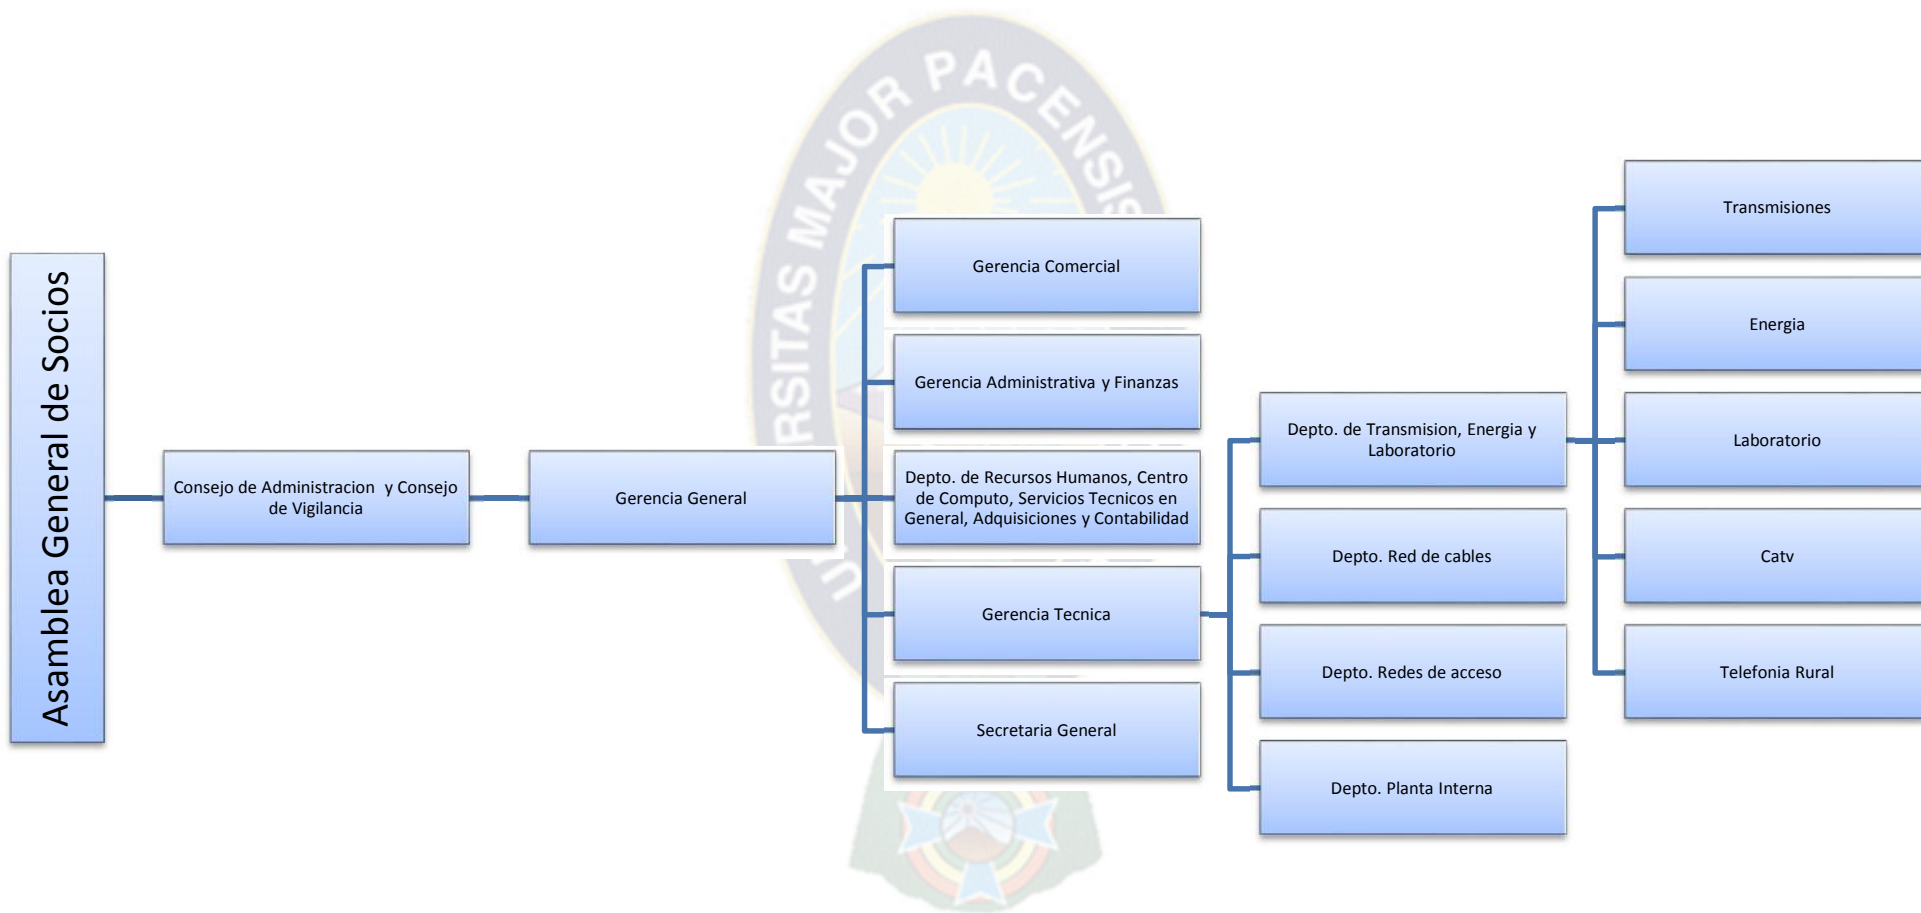 Asamblea General de Socios
Consejo de Administracion y Consejo
de Vigilancia
Gerencia General
Gerencia Comercial
Gerencia Administrativa y Finanzas
Depto. de Recursos Humanos, Centro
de Computo, Servicios Tecnicos en
General, Adquisiciones y Contabilidad
Gerencia Tecnica
Secretaria General
Depto. de Transmision, Energia y
Laboratorio
Depto. Red de cables
Depto. Redes de acceso
Depto. Planta Interna
Transmisiones
Energia
Laboratorio
Catv
Telefonia Rural
MAJOR PACENSIS